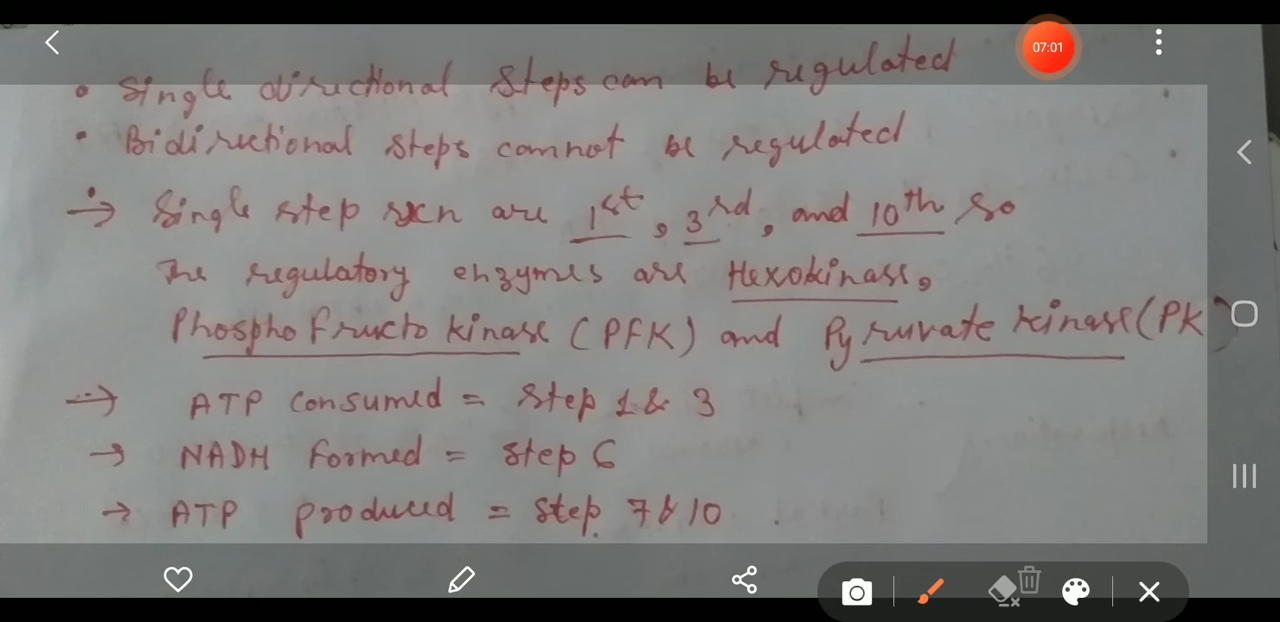 07:01
• Single directional steps can be regulated
• Bidirectional steps cannot be regulated
→ Single step rxn are 1st, 3rd, and 10th so
The regulatory enzymes are Hexokinase,
Phosphofructokinase (PFK) and Pyruvate kinase (PK)
→ ATP consumed = step 1 & 3
→ NADH formed = step 6
→ ATP produced = step 7 & 10